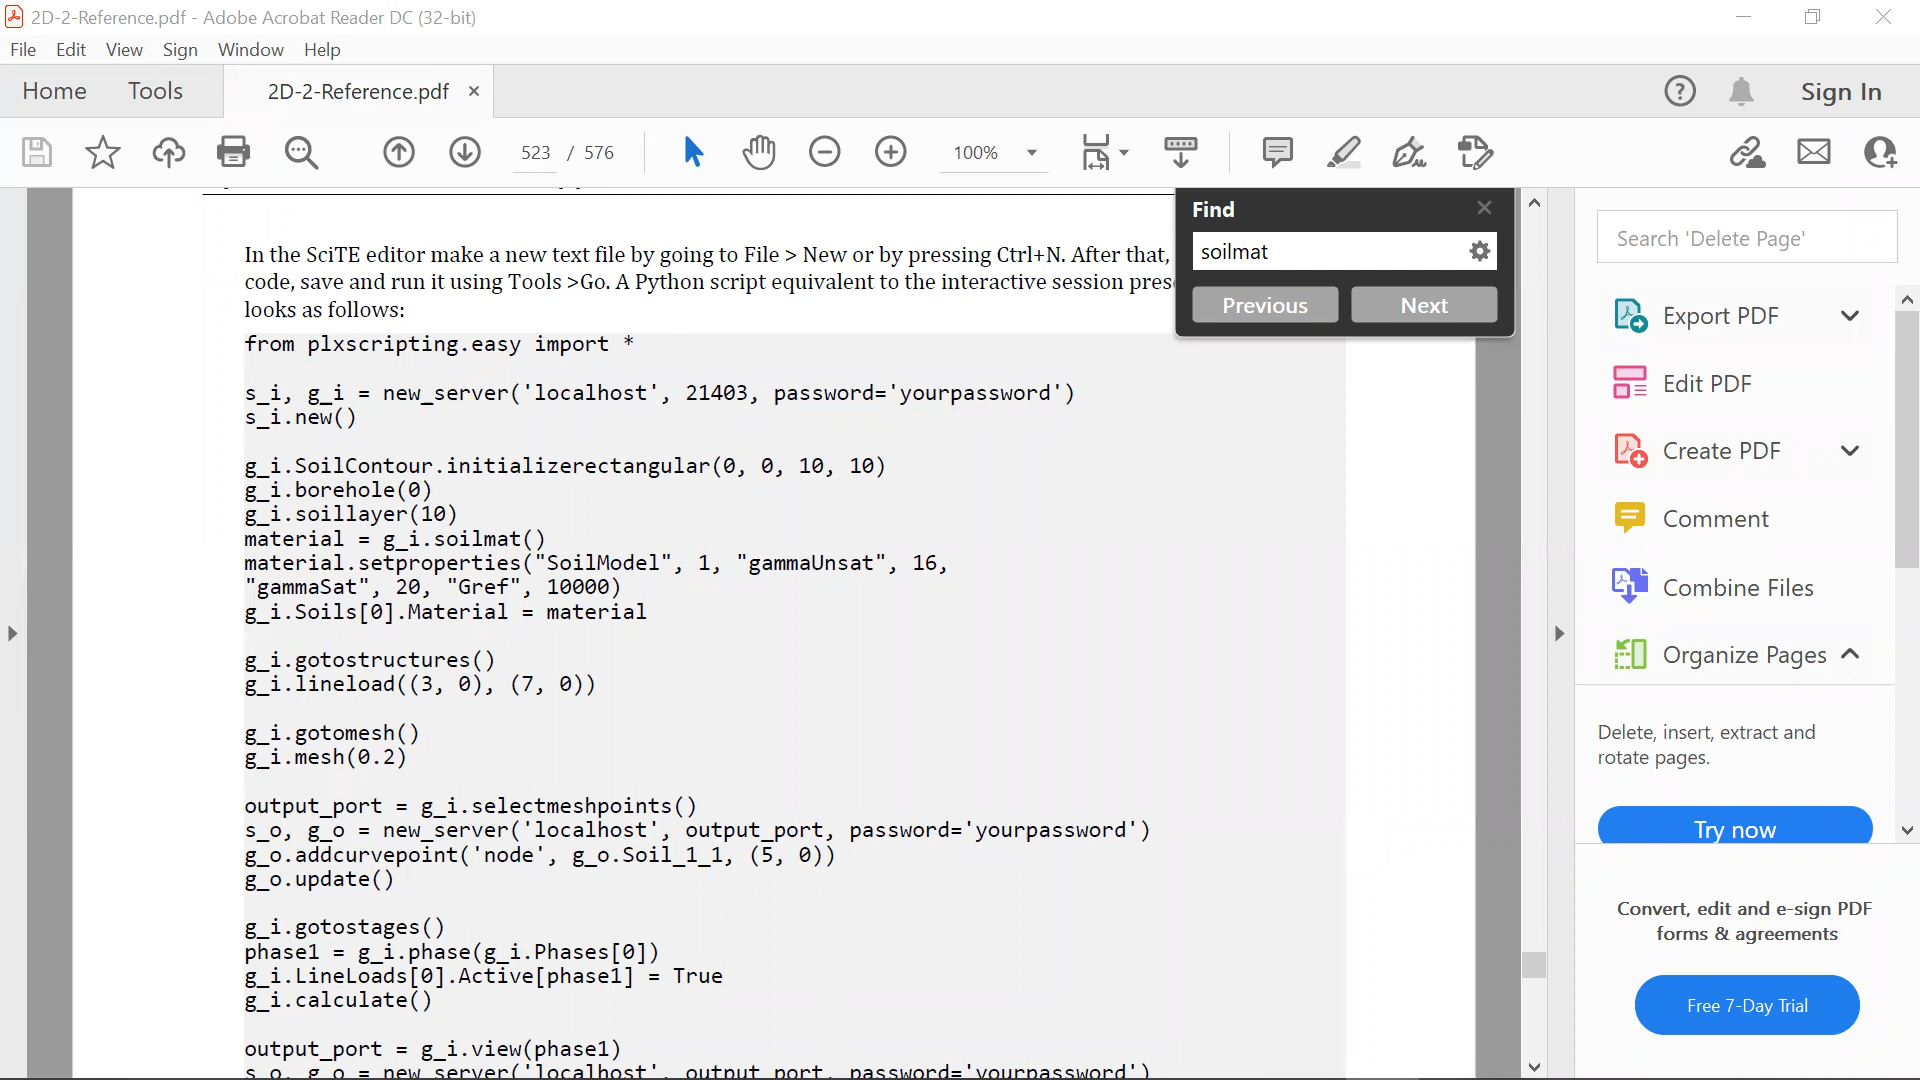 2D-2-Reference.pdf - Adobe Acrobat Reader DC (32-bit)
File Edit View Sign Window Help
Home Tools 2D-2-Reference.pdf × Sign In
523 / 576 100%
Find
soilmat
Previous Next
In the SciTE editor make a new text file by going to File > New or by pressing Ctrl+N. After that,
code, save and run it using Tools >Go. A Python script equivalent to the interactive session
looks as follows:
from plxscripting.easy import *
s_i, g_i = new_server('localhost', 21403, password='yourpassword')
s_i.new()
g_i.SoilContour.initializerectangular(0, 0, 10, 10)
g_i.borehole(0)
g_i.soillayer(10)
material = g_i.soilmat()
material.setproperties("SoilModel", 1, "gammaUnsat", 16,
"gammaSat", 20, "Gref", 10000)
g_i.Soils[0].Material = material
g_i.gotostructures()
g_i.lineload((3, 0), (7, 0))
g_i.gotomesh()
g_i.mesh(0.2)
output_port = g_i.selectmeshpoints()
s_o, g_o = new_server('localhost', output_port, password='yourpassword')
g_o.addcurvepoint('node', g_o.Soil_1_1, (5, 0))
g_o.update()
g_i.gotostages()
phase1 = g_i.phase(g_i.Phases[0])
g_i.LineLoads[0].Active[phase1] = True
g_i.calculate()
output_port = g_i.view(phase1)
s_o, g_o = new_server('localhost', output_port, password='yourpassword')
Search 'Delete Page'
Export PDF
Edit PDF
Create PDF
Comment
Combine Files
Organize Pages
Delete, insert, extract and
rotate pages.
Try now
Convert, edit and e-sign PDF
forms & agreements
Free 7-Day Trial